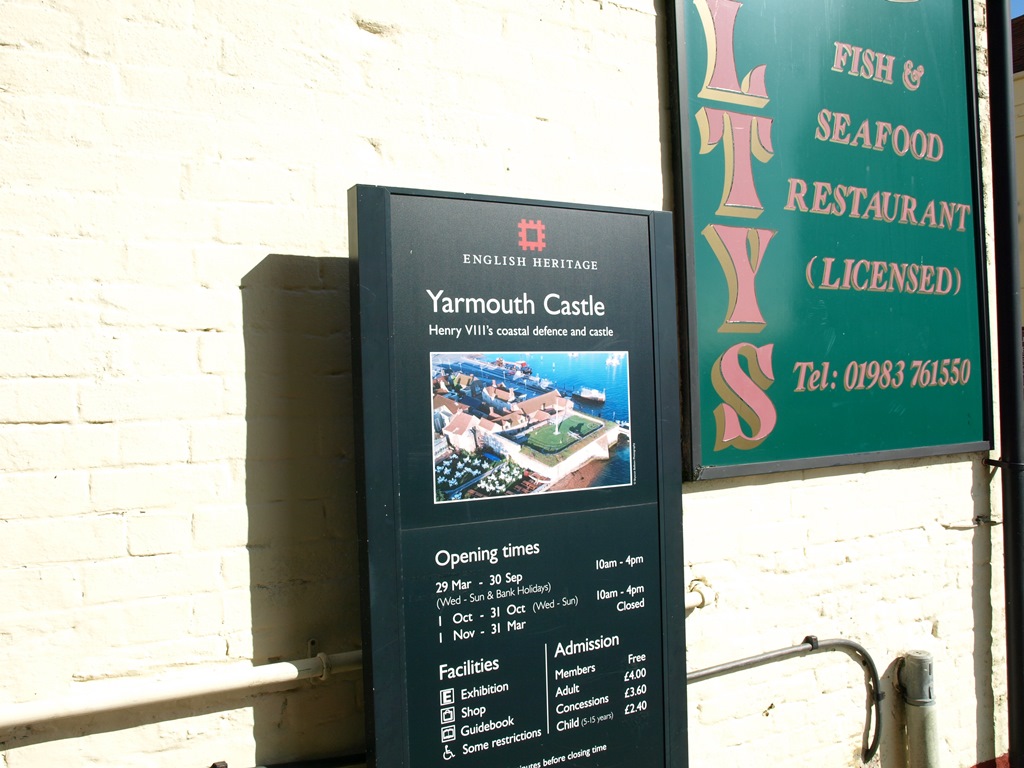 ENGLISH HERITAGE
Yarmouth Castle
Henry VIII's coastal defence and castle
Opening times
29 Mar - 30 Sep 10am - 4pm
(Wed - Sun & Bank Holidays)
1 Oct - 31 Oct (Wed - Sun) 10am - 4pm
1 Nov - 31 Mar Closed
Facilities
E Exhibition
Shop
Guidebook
Some restrictions
Admission
Members Free
Adult £4.00
Concessions £3.60
Child (5-15 years) £2.40
before closing time
LTYS
FISH &
SEAFOOD
RESTAURANT
(LICENSED)
Tel: 01983 761550